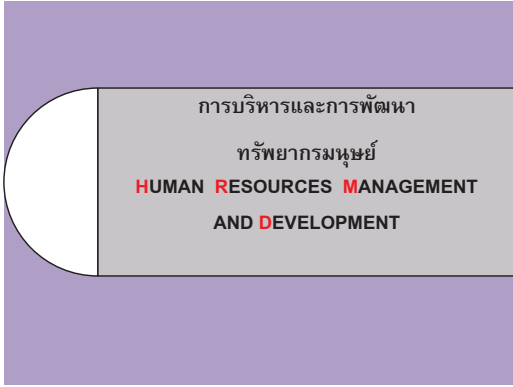 การบริหารและการพัฒนา
ทรัพยากรมนุษย์
HUMAN RESOURCES MANAGEMENT
AND DEVELOPMENT